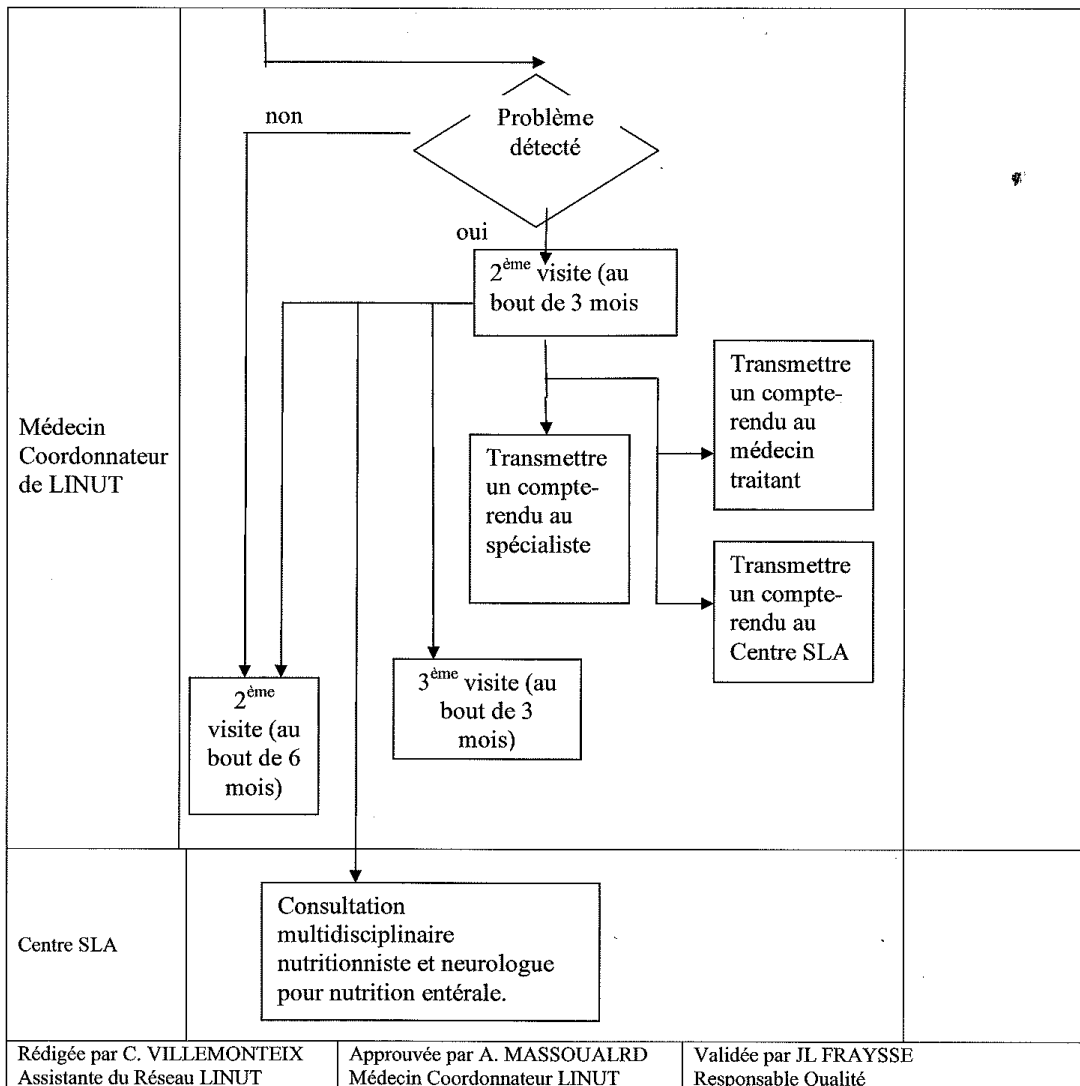 non
Problème
détecté
oui
2ème visite (au
bout de 3 mois
Transmettre
un compte-
rendu au
médecin
traitant
Médecin
Coordonnateur
de LINUT
Transmettre
un compte-
rendu au
spécialiste
Transmettre
un compte-
rendu au
Centre SLA
2ème
visite (au
bout de 6
mois)
3ème visite (au
bout de 3
mois)
Centre SLA
Consultation
multidisciplinaire
nutritionniste et neurologue
pour nutrition entérale.
Rédigée par C. VILLEMONTEIX
Assistante du Réseau LINUT
Approuvée par A. MASSOUALRD
Médecin Coordonnateur LINUT
Validée par JL FRAYSSE
Responsable Qualité